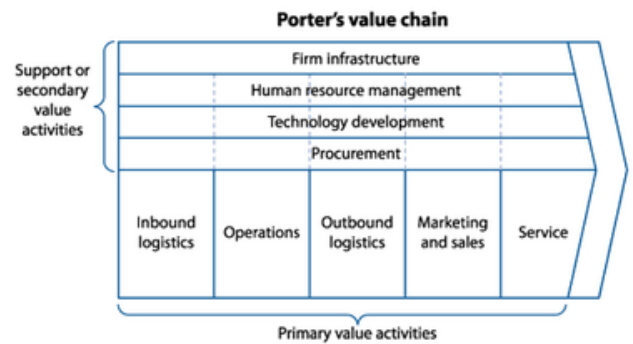 Porter's value chain
Support or
secondary
value
activities
Firm infrastructure
Human resource management
Technology development
Procurement
Inbound
logistics
Operations
Outbound
logistics
Marketing
and sales
Service
Primary value activities